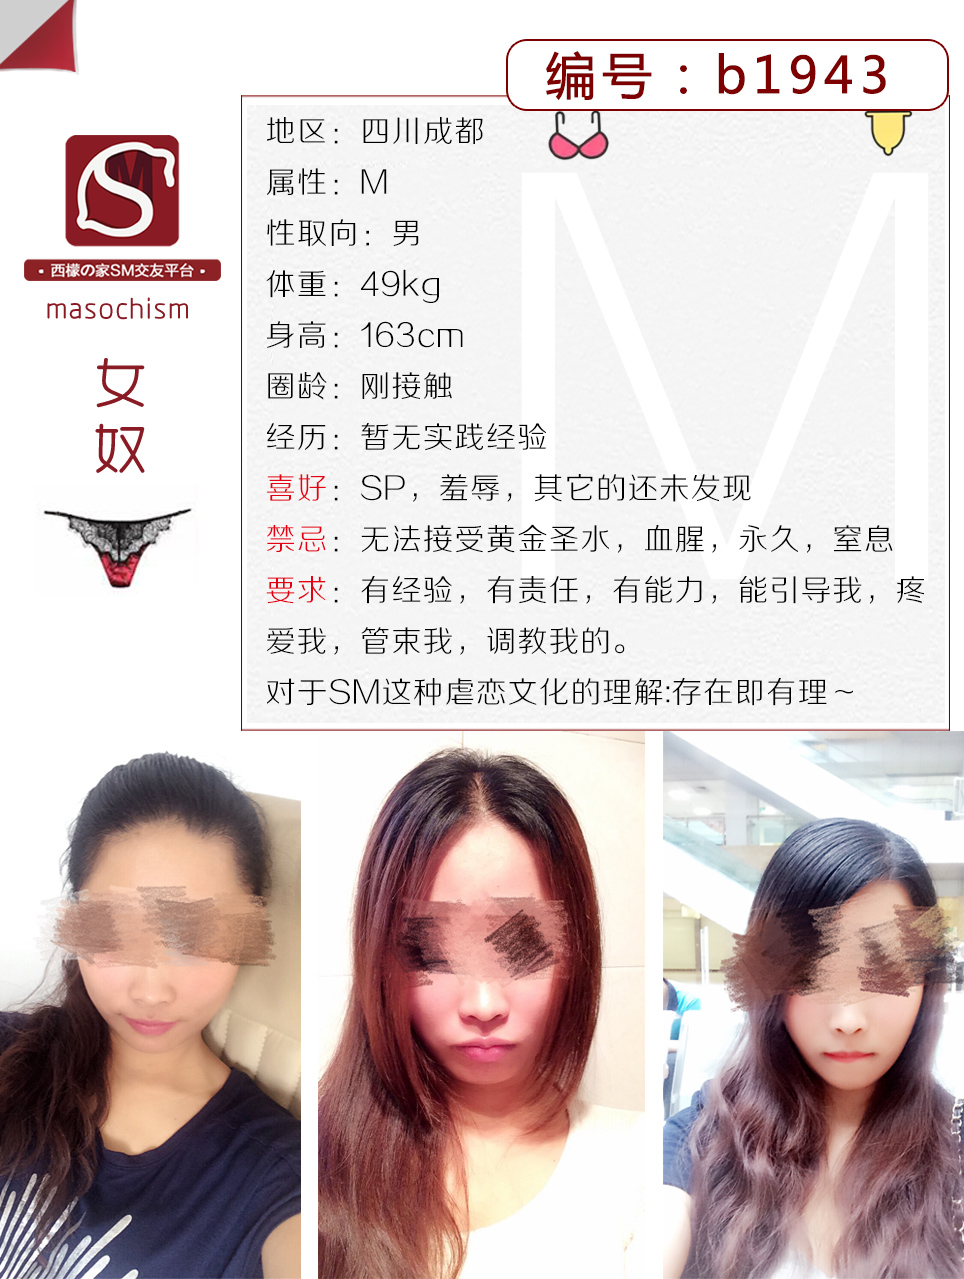 编号：b1943
SM
·西檬の家SM交友平台·
masochism
女
奴
地区：四川成都
属性：M
性取向：男
体重：49kg
身高：163cm
圈龄：刚接触
经历：暂无实践经验
喜好：SP，羞辱，其它的还未发现
禁忌：无法接受黄金圣水，血腥，永久，窒息
要求：有经验，有责任，有能力，能引导我，疼
爱我，管束我，调教我的。
对于SM这种虐恋文化的理解:存在即有理～
M